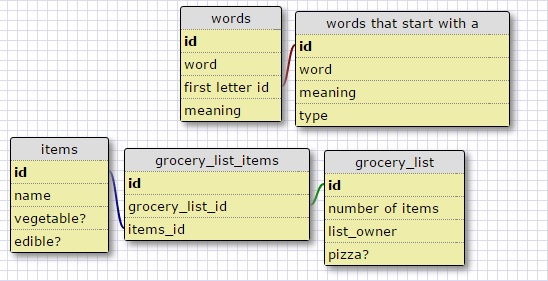 words
id
word
first letter id
meaning
words that start with a
id
word
meaning
type
items
id
name
vegetable?
edible?
grocery_list_items
id
grocery_list_id
items_id
grocery_list
id
number of items
list_owner
pizza?